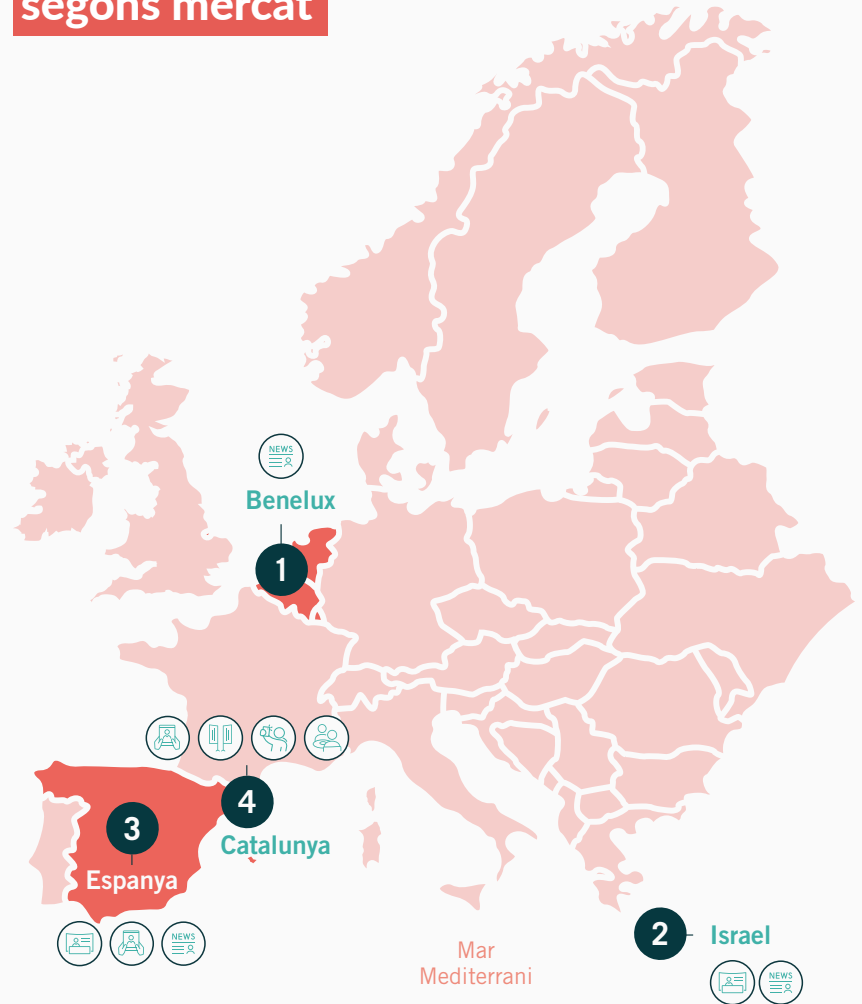 segons mercat
NEWS
Benelux
1
4
Catalunya
3
Espanya
NEWS
2
Israel
NEWS
Mar
Mediterrani